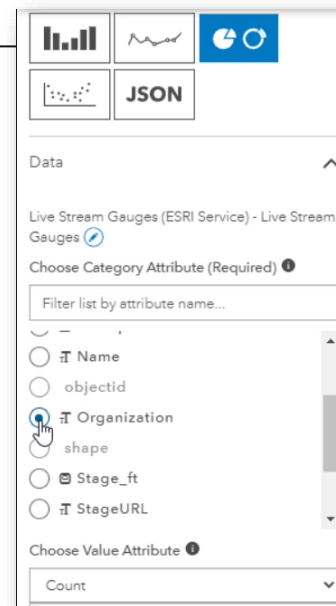 JSON
Data
Live Stream Gauges (ESRI Service) - Live Stream
Gauges
Choose Category Attribute (Required)
Filter list by attribute name...
Name
objectid
Organization
shape
Stage_ft
StageURL
Choose Value Attribute
Count